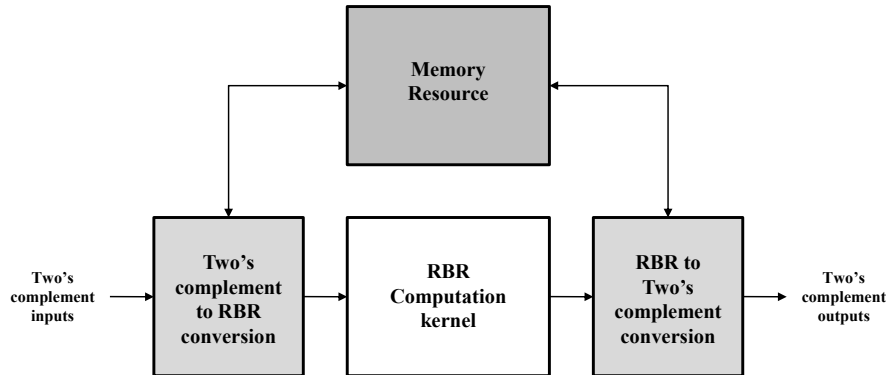 Memory
Resource
Two's
complement
inputs
Two's
complement
to RBR
conversion
RBR
Computation
kernel
RBR to
Two's
complement
conversion
Two's
complement
outputs